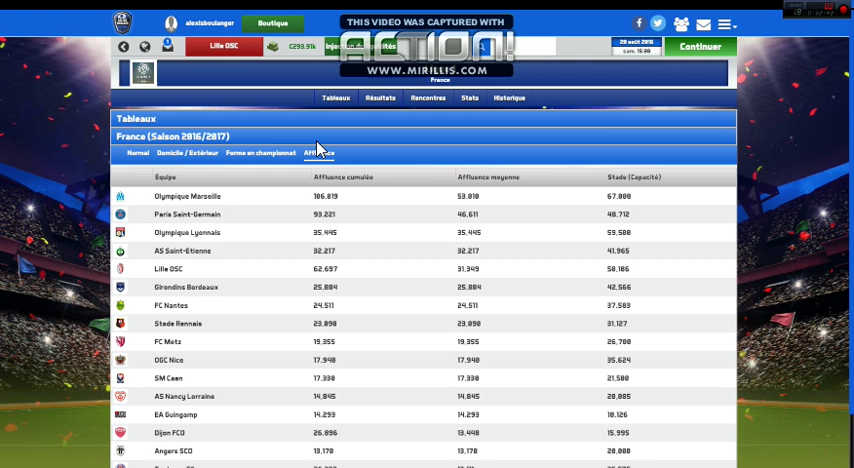 THIS VIDEO WAS CAPTURED WITH
ACTION!
WWW.MIRILLIS.COM
alexisboulanger
Boutique
Lille OSC
€293.91k
20 août 2016
sam. 15:00
Continuer
France
Tableaux Résultats Rencontres Stats Historique
Tableaux
France (Saison 2016/2017)
Normal Domicile / Extérieur Forme en championnat
Équipe Affluence cumulée Affluence moyenne Stade (Capacité)
Olympique Marseille 106.019 53.010 67.000
Paris Saint-Germain 93.221 46.611 48.712
Olympique Lyonnais 35.445 35.445 59.500
AS Saint-Etienne 32.217 32.217 41.965
Lille OSC 62.697 31.349 50.186
Girondins Bordeaux 25.884 25.884 42.566
FC Nantes 24.511 24.511 37.583
Stade Rennais 23.090 23.090 31.127
FC Metz 19.355 19.355 26.700
OGC Nice 17.940 17.940 35.624
SM Caen 17.330 17.330 21.500
AS Nancy Lorraine 14.845 14.845 20.085
EA Guingamp 14.293 14.293 18.126
Dijon FCO 26.896 13.448 15.995
Angers SCO 13.170 13.170 20.000